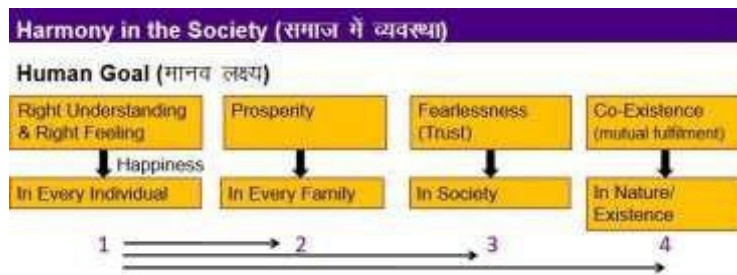 Harmony in the Society (समाज में व्यवस्था)
Human Goal (मानव लक्ष्य)
Right Understanding
& Right Feeling
Prosperity
Fearlessness
(Trust)
Co-Existence
(mutual fulfilment)
Happiness
In Every Individual
In Every Family
In Society
In Nature/
Existence
1 2 3 4